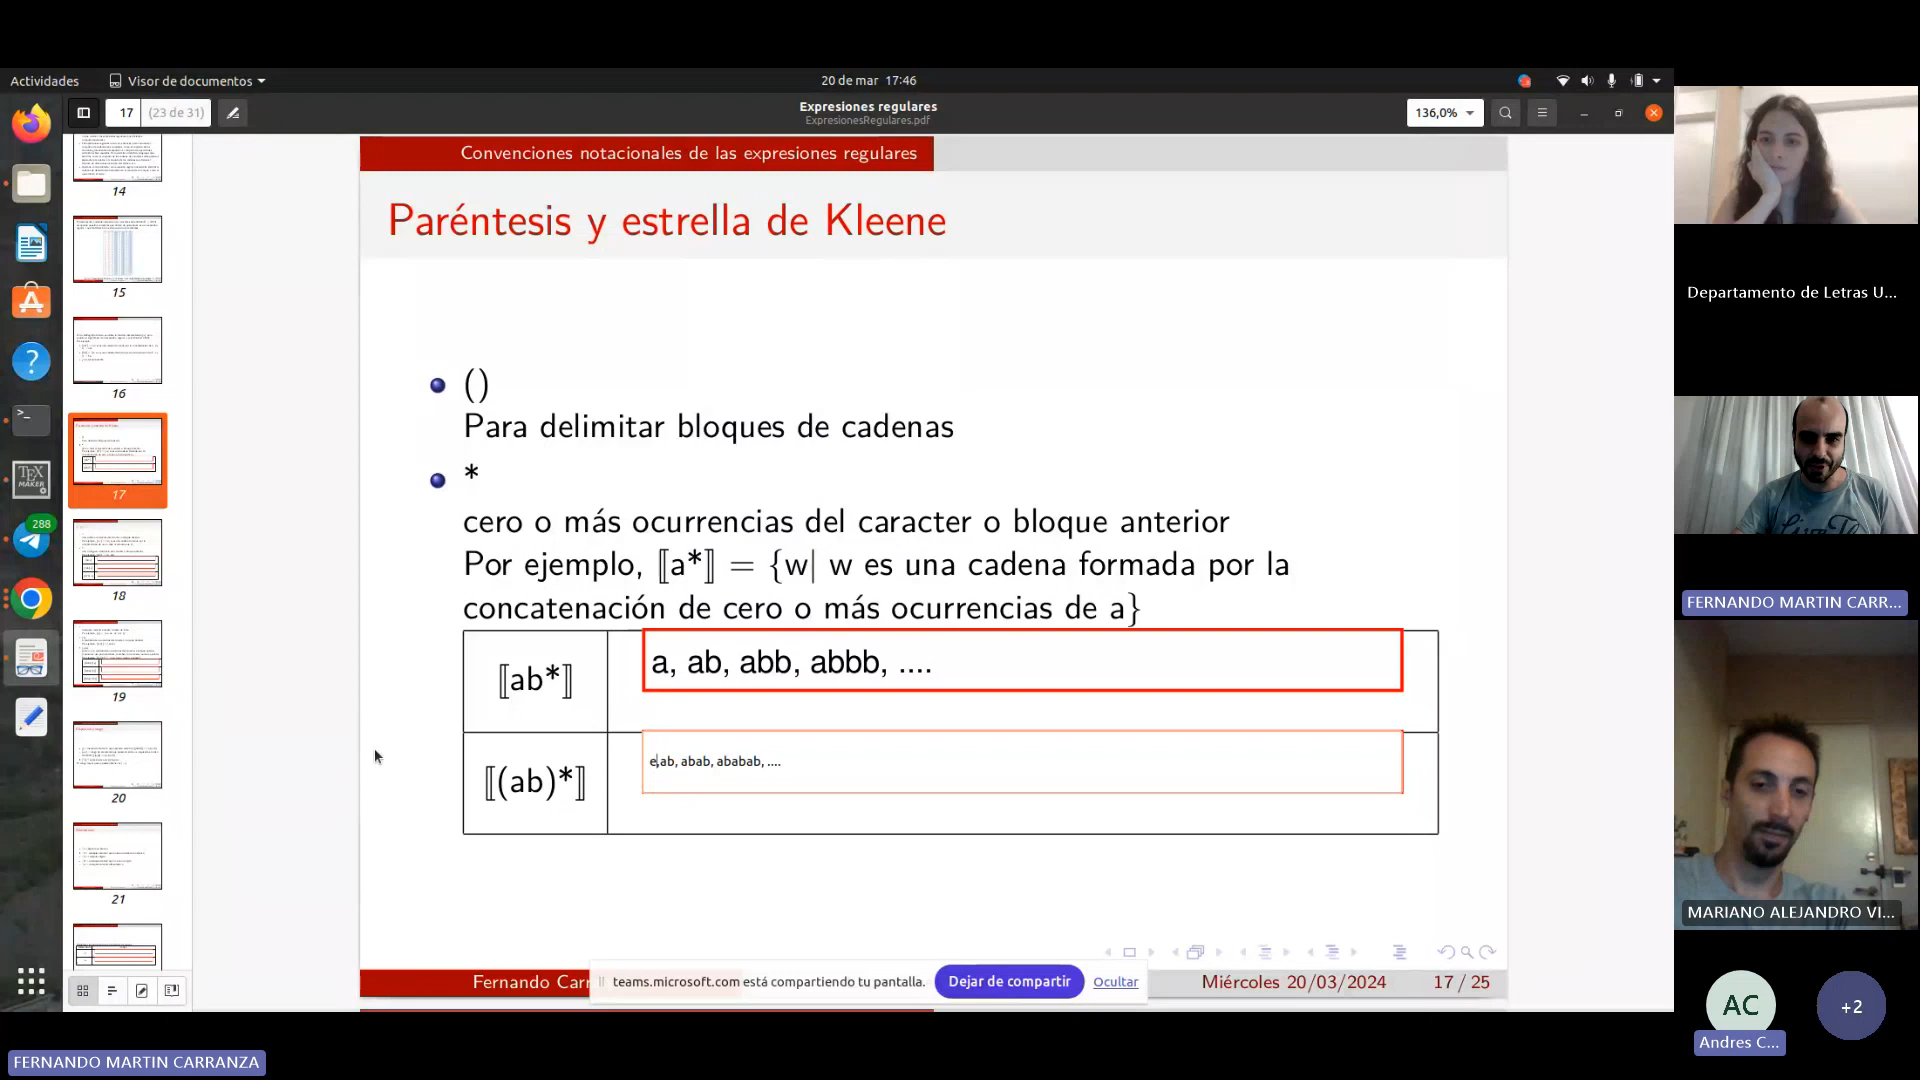 Actividades
Visor de documentos
20 de mar 17:46
17
(23 de 31)
Expresiones regulares
ExpresionesRegulares.pdf
136,0%
Convenciones notacionales de las expresiones regulares
Paréntesis y estrella de Kleene
()
Para delimitar bloques de cadenas
*
cero o más ocurrencias del caracter o bloque anterior
Por ejemplo, ⟦a*⟧ = {w| w es una cadena formada por la
concatenación de cero o más ocurrencias de a}
⟦ab*⟧
a, ab, abb, abbb, ....
⟦(ab)*⟧
e,ab, abab, ababab, ....
14
15
16
17
18
19
20
21
>_
TEX
MAKER
288
Fernando Carr
teams.microsoft.com está compartiendo tu pantalla.
Dejar de compartir
Ocultar
Miércoles 20/03/2024
17 / 25
Departamento de Letras U...
FERNANDO MARTIN CARR...
MARIANO ALEJANDRO VI...
AC
Andres C...
+2
FERNANDO MARTIN CARRANZA